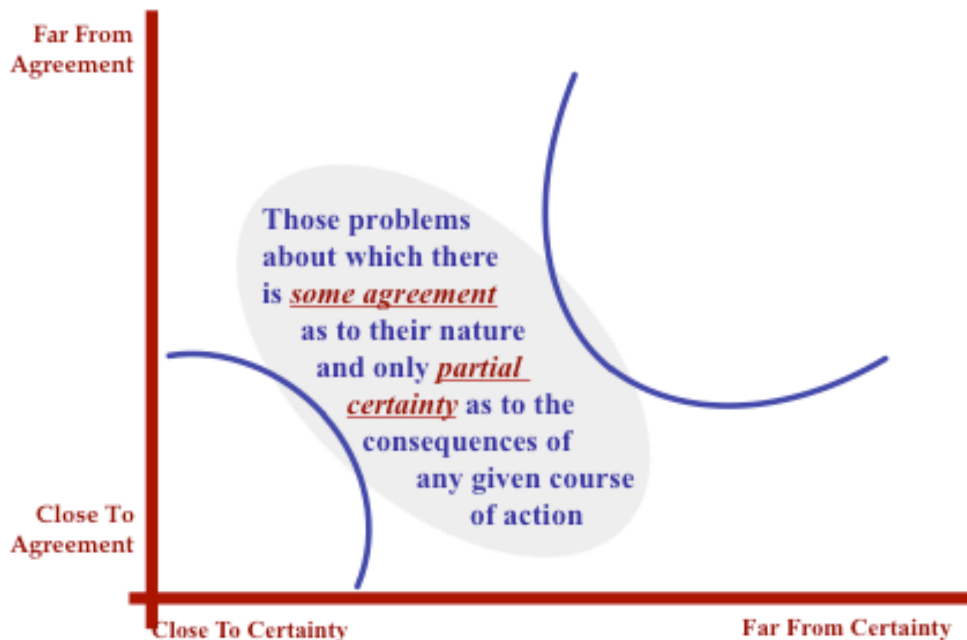 Far From
Agreement
Those problems
about which there
is some agreement
as to their nature
and only partial
certainty as to the
consequences of
any given course
of action
Close To
Agreement
Close To Certainty
Far From Certainty